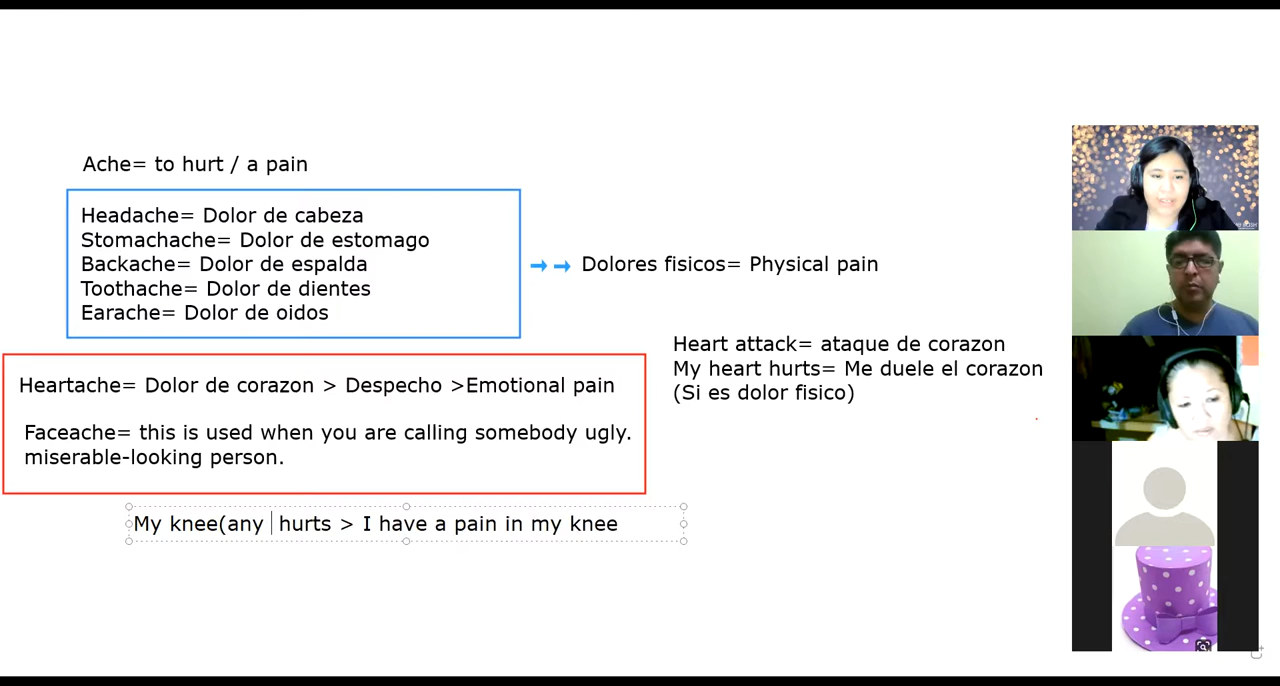 Ache= to hurt / a pain
Headache= Dolor de cabeza
Stomachache= Dolor de estomago
Backache= Dolor de espalda
Toothache= Dolor de dientes
Earache= Dolor de oidos
Dolores fisicos= Physical pain
Heartache= Dolor de corazon > Despecho >Emotional pain
Faceache= this is used when you are calling somebody ugly.
miserable-looking person.
Heart attack= ataque de corazon
My heart hurts= Me duele el corazon
(Si es dolor fisico)
My knee(any hurts > I have a pain in my knee